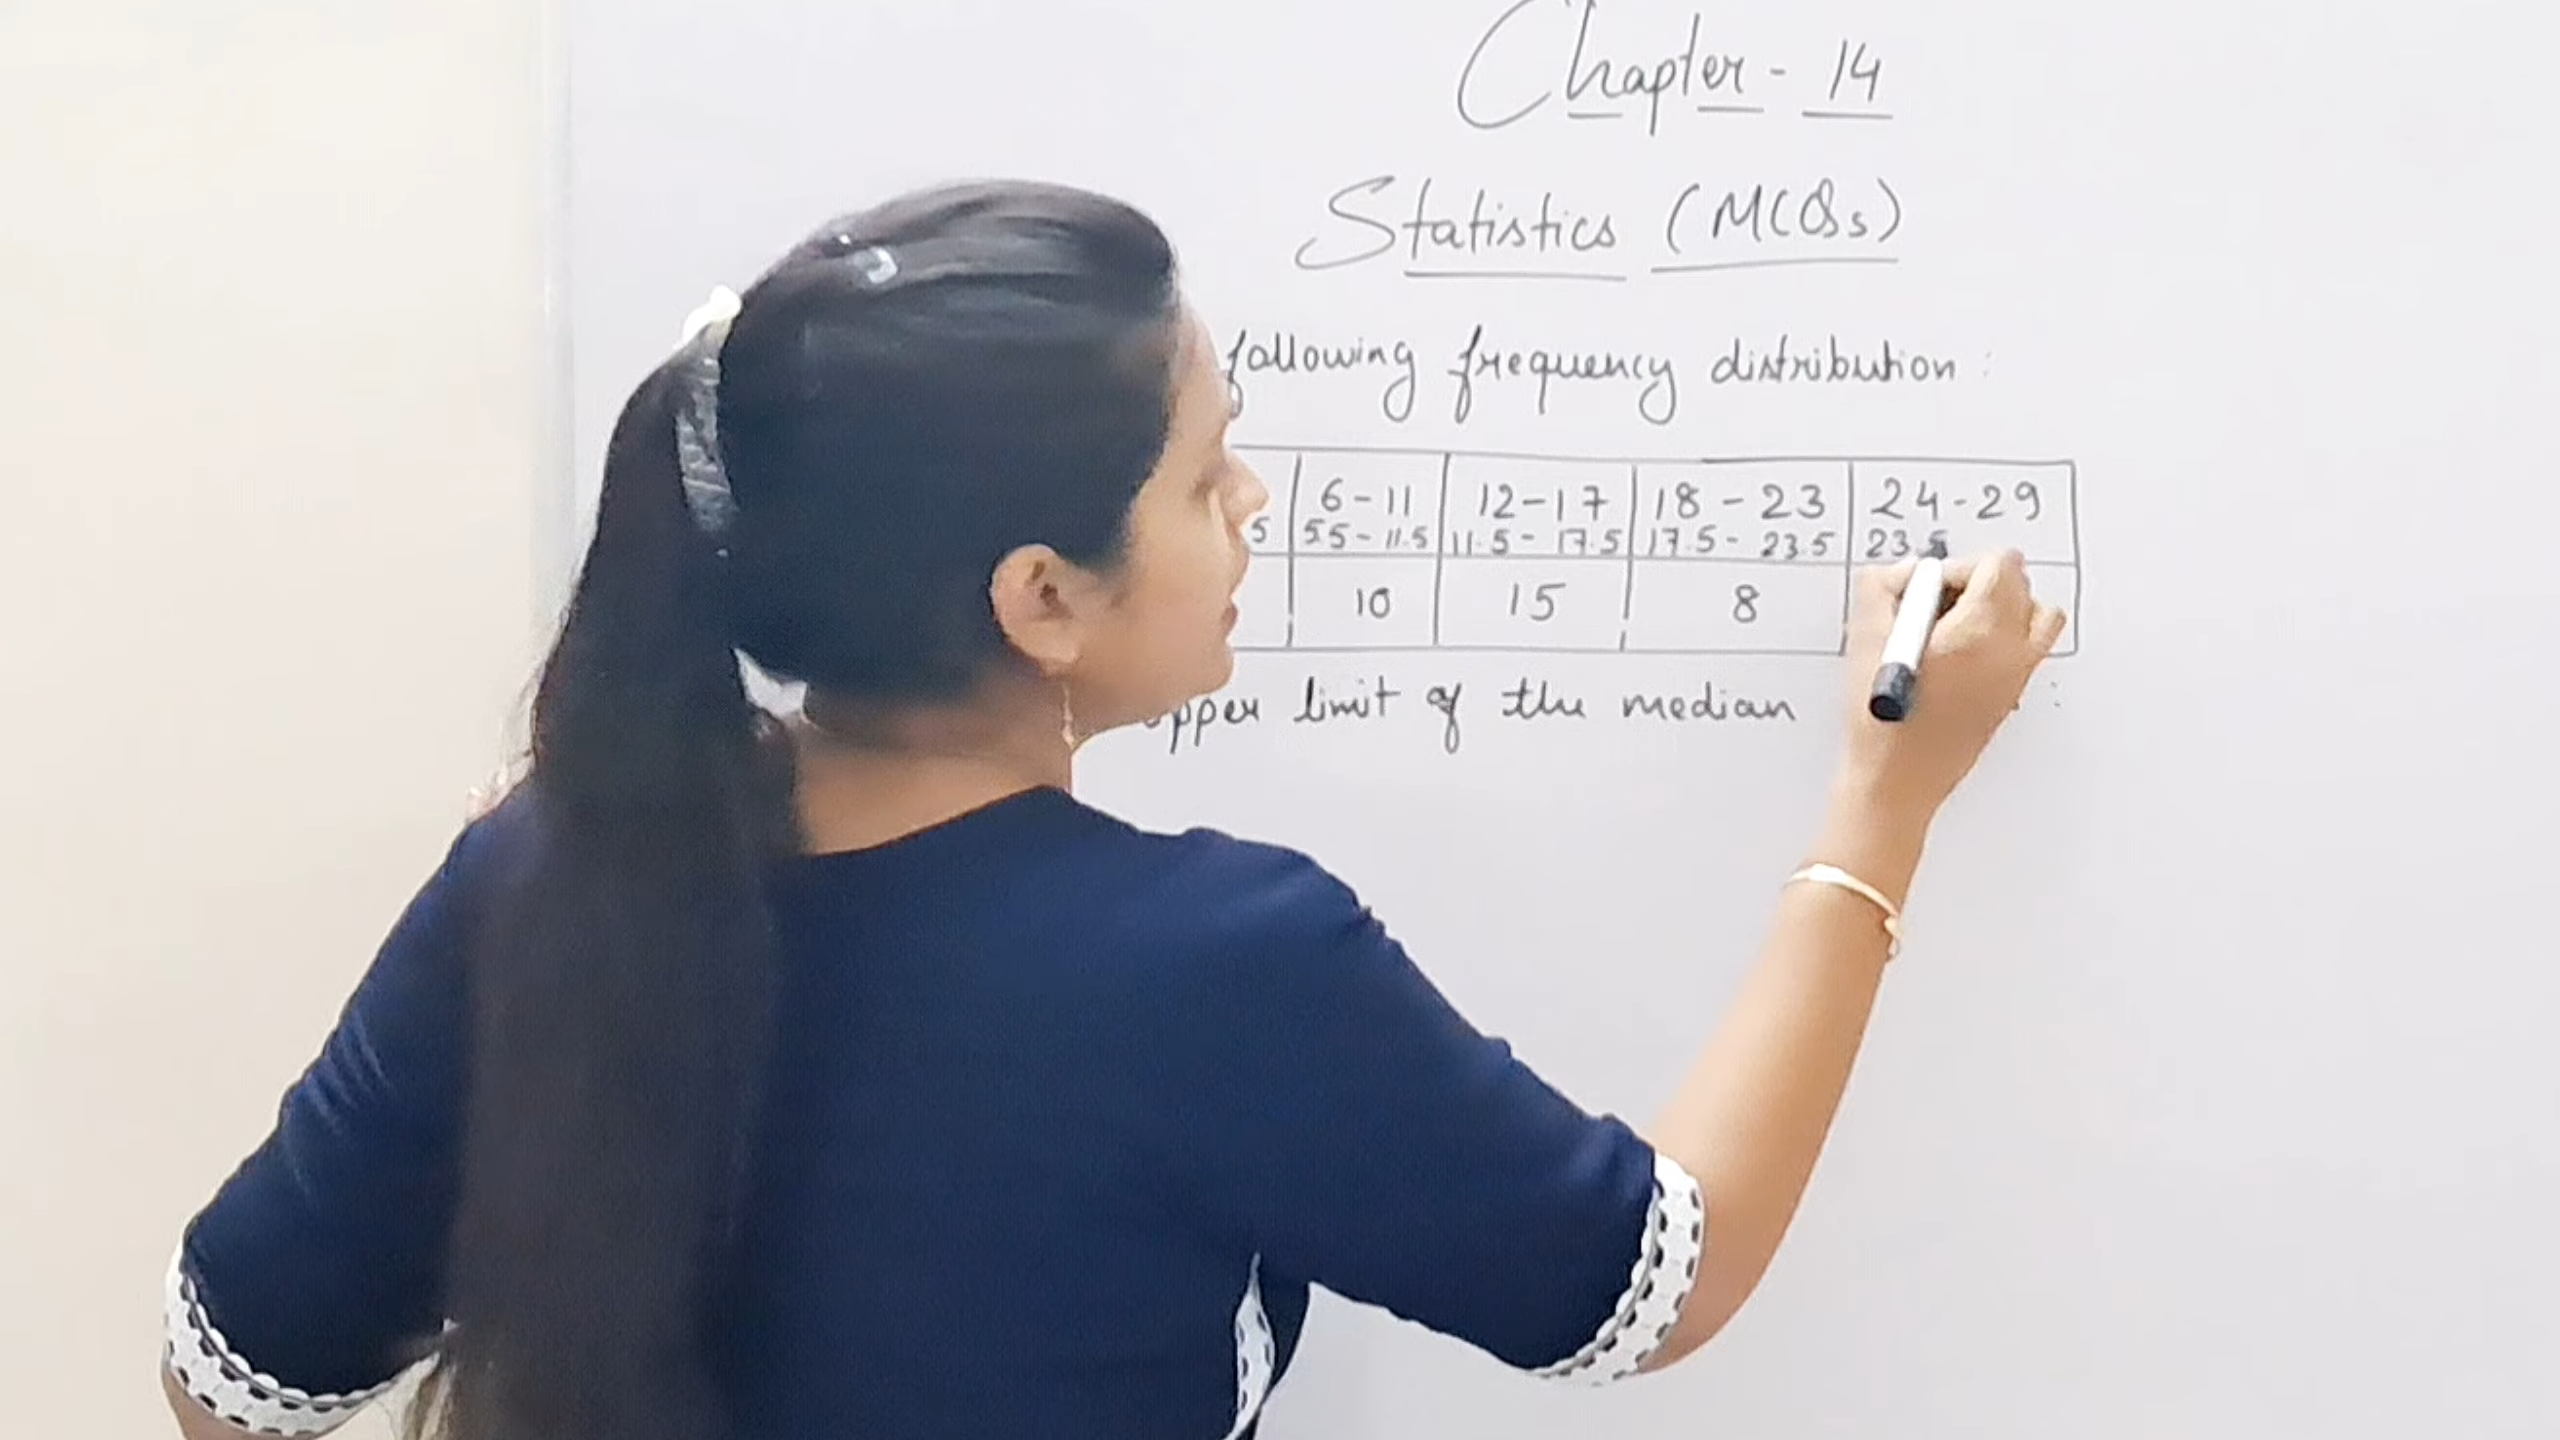 Chapter - 14
Statistics (MCQs)
following frequency distribution :
6-11 12-17 18-23 24-29
5 5.5-11.5 11.5-17.5 17.5-23.5 23.5
10 15 8
upper limit of the median :